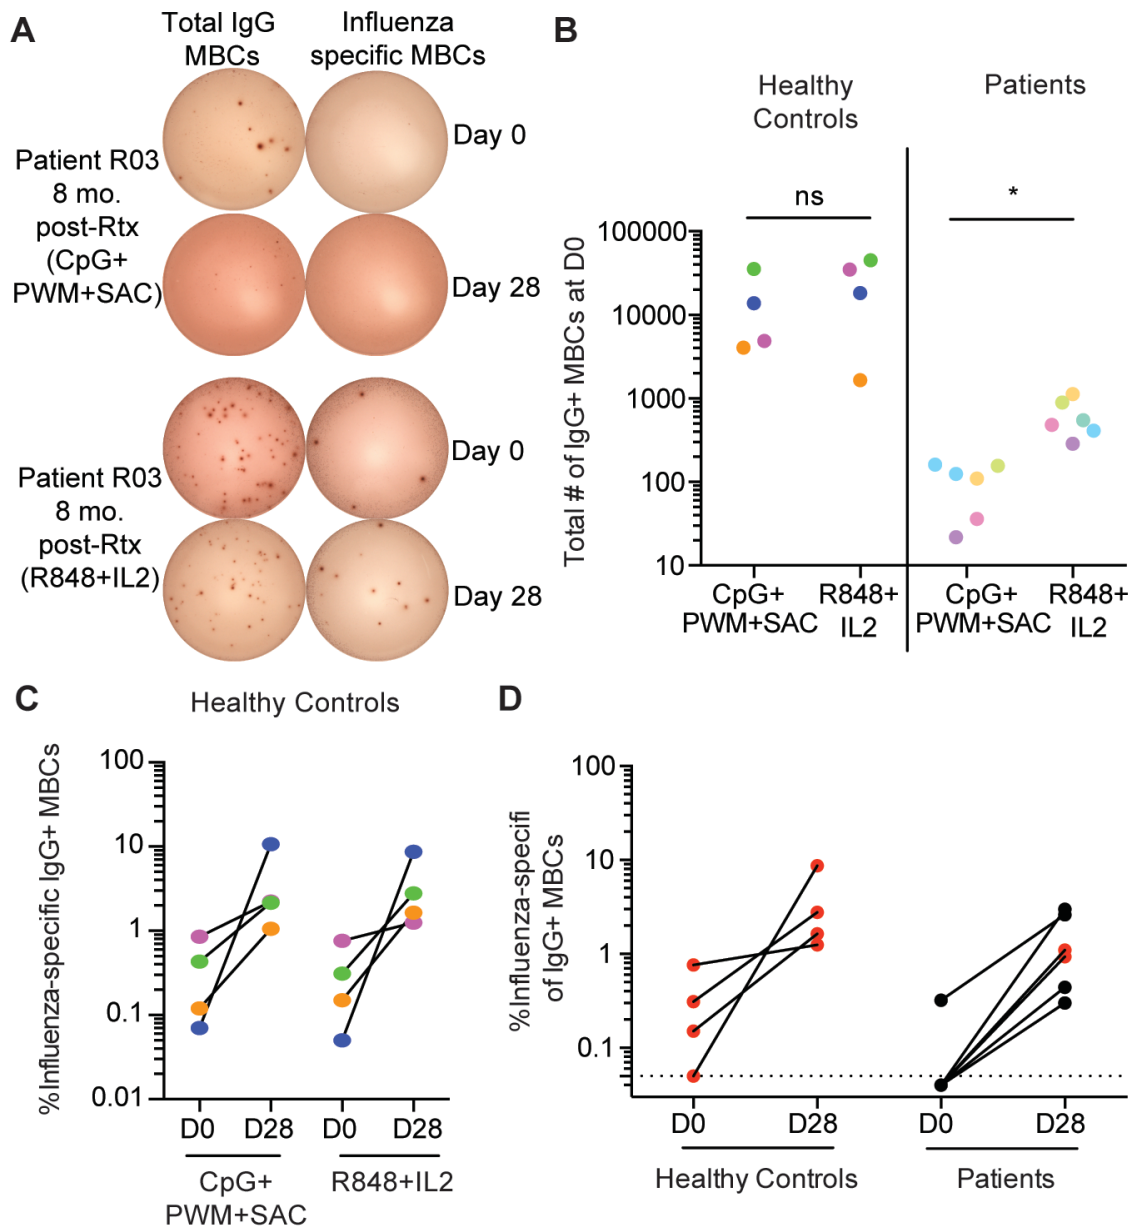 A
Total IgG
MBCs
Influenza
specific MBCs
Patient R03
8 mo.
post-Rtx
(CpG+
PWM+SAC)
Day 0
Day 28
Patient R03
8 mo.
post-Rtx
(R848+IL2)
Day 0
Day 28
B
Healthy
Controls
Patients
ns
*
Total # of IgG+ MBCs at D0
100000
10000
1000
100
10
CpG+
PWM+SAC
R848+
IL2
CpG+
PWM+SAC
R848+
IL2
C
Healthy Controls
%Influenza-specific IgG+ MBCs
100
10
1
0.1
0.01
D0
D28
D0
D28
CpG+
PWM+SAC
R848+IL2
D
%Influenza-specifi
of IgG+ MBCs
100
10
1
0.1
D0
D28
D0
D28
Healthy Controls
Patients